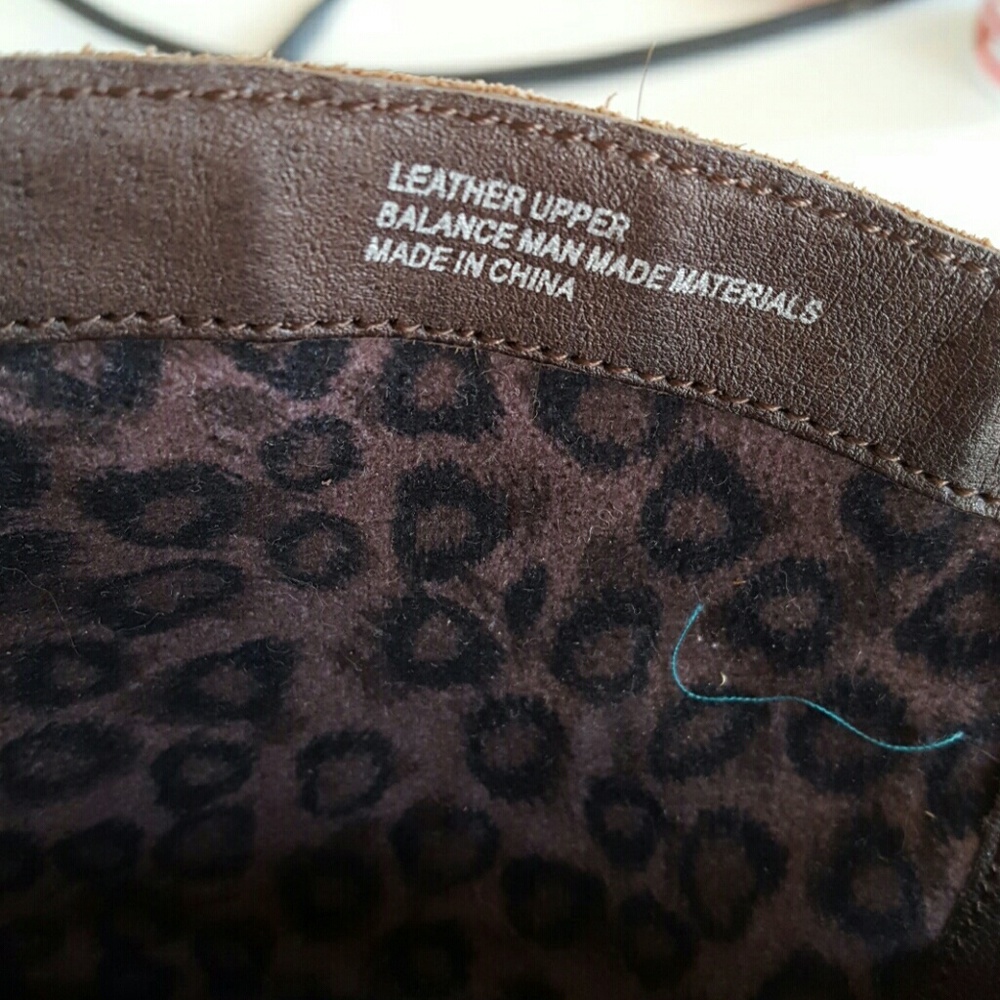 LEATHER UPPER
BALANCE MAN MADE MATERIALS
MADE IN CHINA